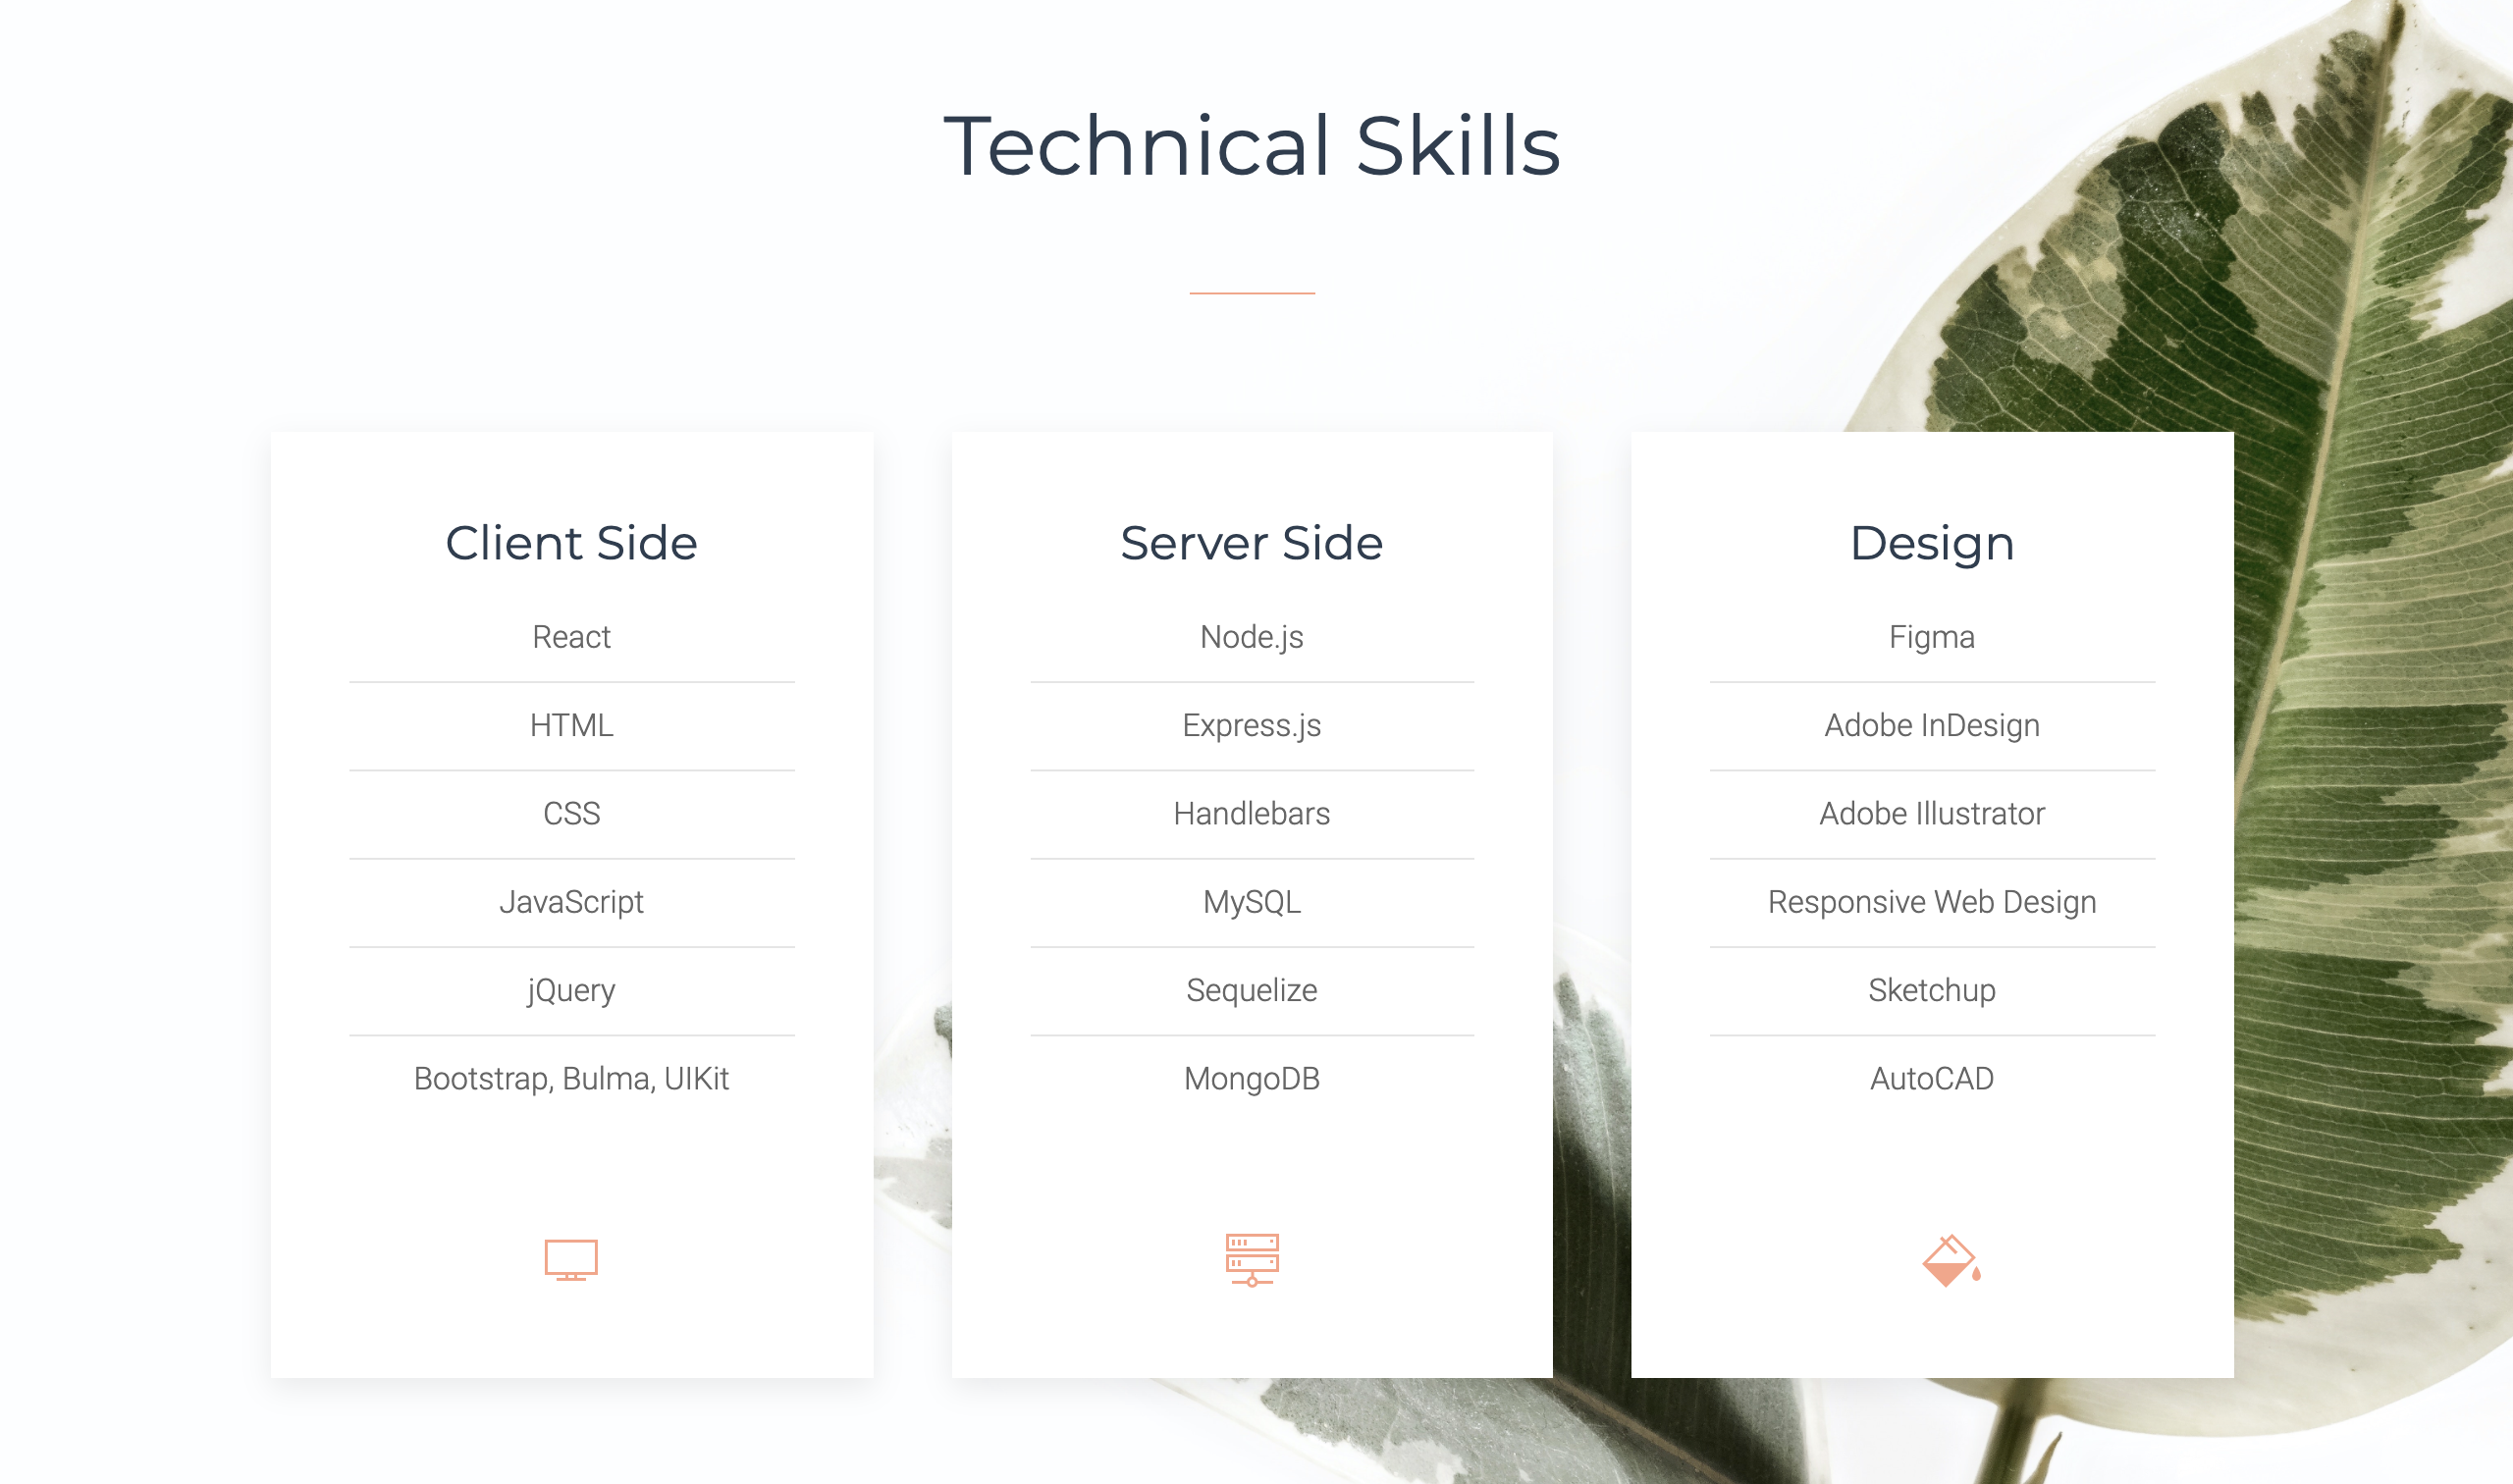 Technical Skills
Client Side
React
HTML
CSS
JavaScript
jQuery
Bootstrap, Bulma, UIKit
Server Side
Node.js
Express.js
Handlebars
MySQL
Sequelize
MongoDB
Design
Figma
Adobe InDesign
Adobe Illustrator
Responsive Web Design
Sketchup
AutoCAD